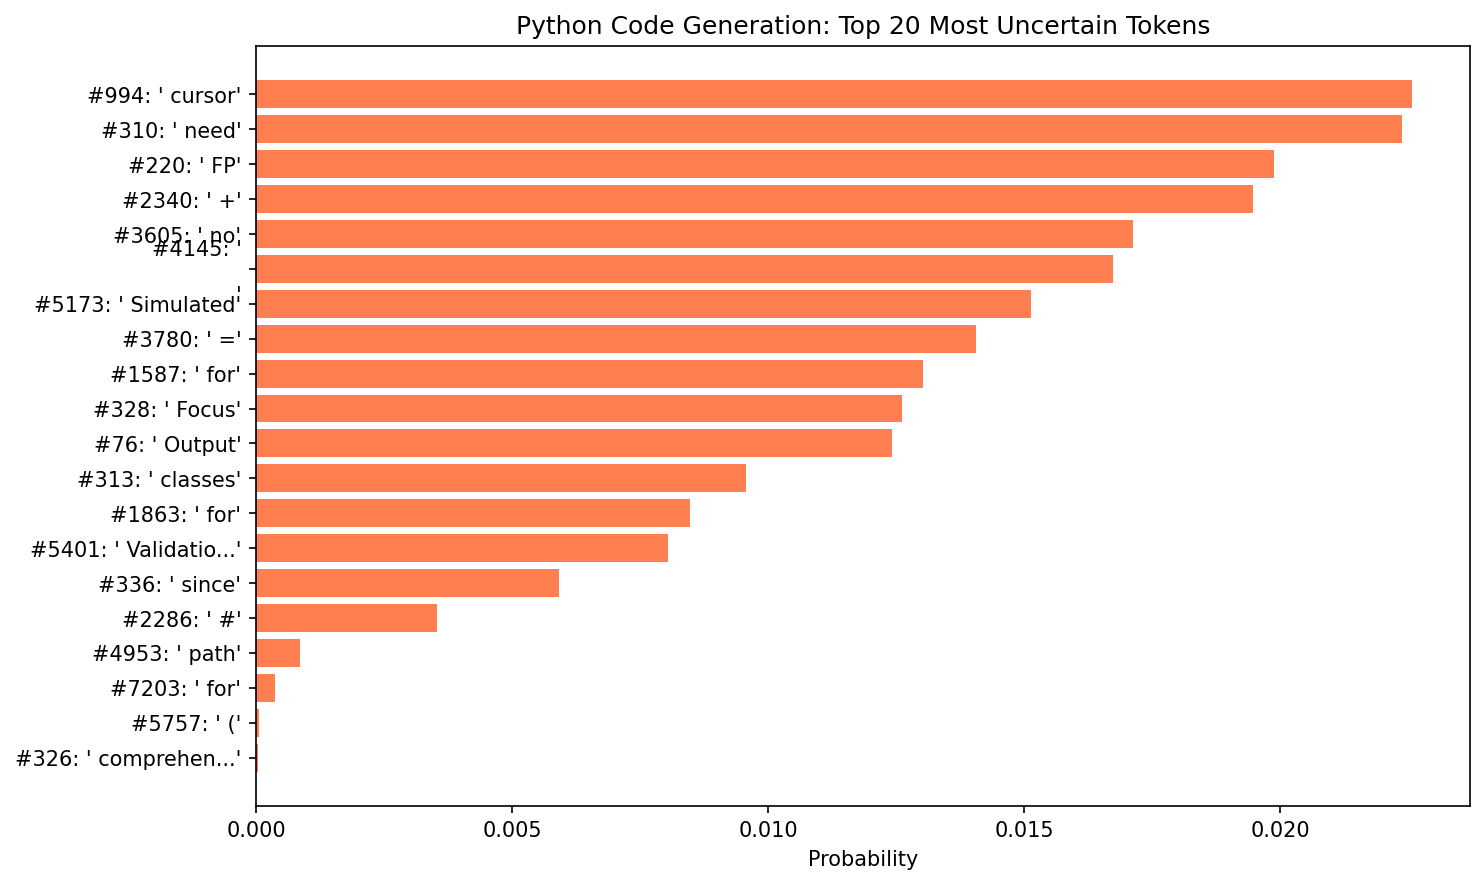 Python Code Generation: Top 20 Most Uncertain Tokens
#994: ' cursor'
#310: ' need'
#220: ' FP'
#2340: ' +'
#3605: ' no'
#4145: '
'
#5173: ' Simulated'
#3780: ' ='
#1587: ' for'
#328: ' Focus'
#76: ' Output'
#313: ' classes'
#1863: ' for'
#5401: ' Validatio...'
#336: ' since'
#2286: ' #'
#4953: ' path'
#7203: ' for'
#5757: ' ('
#326: ' comprehen...'
0.000 0.005 0.010 0.015 0.020
Probability